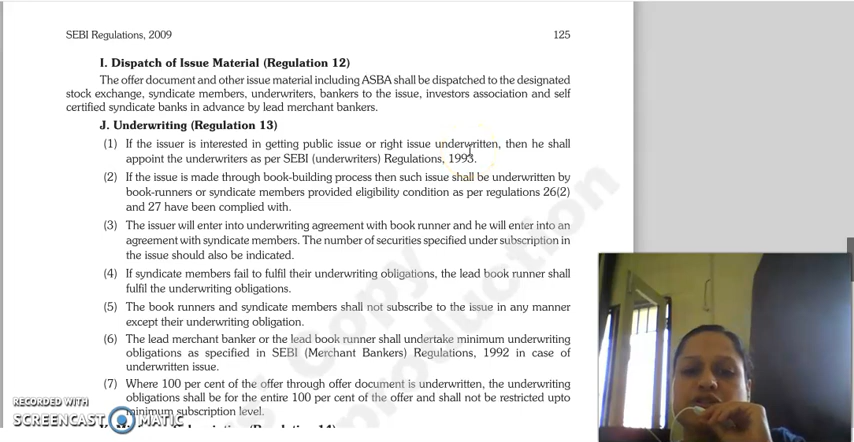 SEBI Regulations, 2009 125
I. Dispatch of Issue Material (Regulation 12)
The offer document and other issue material including ASBA shall be dispatched to the designated
stock exchange, syndicate members, underwriters, bankers to the issue, investors association and self
certified syndicate banks in advance by lead merchant bankers.
J. Underwriting (Regulation 13)
(1) If the issuer is interested in getting public issue or right issue underwritten, then he shall
appoint the underwriters as per SEBI (underwriters) Regulations, 1993.
(2) If the issue is made through book-building process then such issue shall be underwritten by
book-runners or syndicate members provided eligibility condition as per regulations 26(2)
and 27 have been complied with.
(3) The issuer will enter into underwriting agreement with book runner and he will enter into an
agreement with syndicate members. The number of securities specified under subscription in
the issue should also be indicated.
(4) If syndicate members fail to fulfil their underwriting obligations, the lead book runner shall
fulfil the underwriting obligations.
(5) The book runners and syndicate members shall not subscribe to the issue in any manner
except their underwriting obligation.
(6) The lead merchant banker or the lead book runner shall undertake minimum underwriting
obligations as specified in SEBI (Merchant Bankers) Regulations, 1992 in case of
underwritten issue.
(7) Where 100 per cent of the offer through offer document is underwritten, the underwriting
obligations shall be for the entire 100 per cent of the offer and shall not be restricted upto
minimum subscription level.
Copy
production
RECORDED WITH
SCREENCAST MATIC